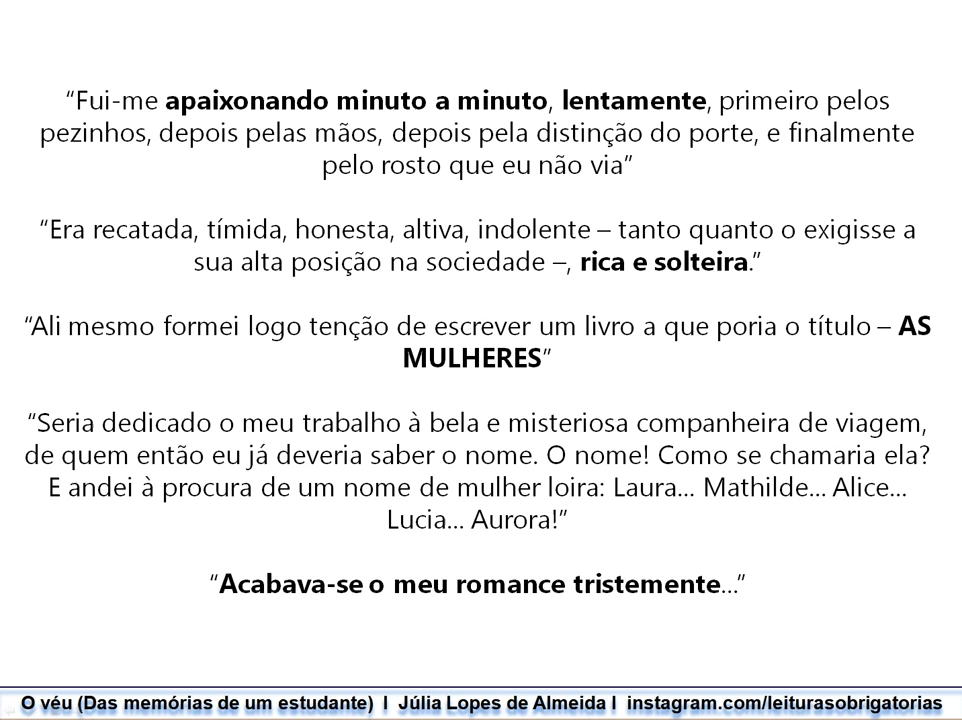 “Fui-me apaixonando minuto a minuto, lentamente, primeiro pelos
pezinhos, depois pelas mãos, depois pela distinção do porte, e finalmente
pelo rosto que eu não via”
“Era recatada, tímida, honesta, altiva, indolente – tanto quanto o exigisse a
sua alta posição na sociedade –, rica e solteira.”
“Ali mesmo formei logo tenção de escrever um livro a que poria o título – AS
MULHERES”
“Seria dedicado o meu trabalho à bela e misteriosa companheira de viagem,
de quem então eu já deveria saber o nome. O nome! Como se chamaria ela?
E andei à procura de um nome de mulher loira: Laura... Mathilde... Alice...
Lucia... Aurora!”
“Acabava-se o meu romance tristemente...”
O véu (Das memórias de um estudante) I Júlia Lopes de Almeida I instagram.com/leiturasobrigatorias